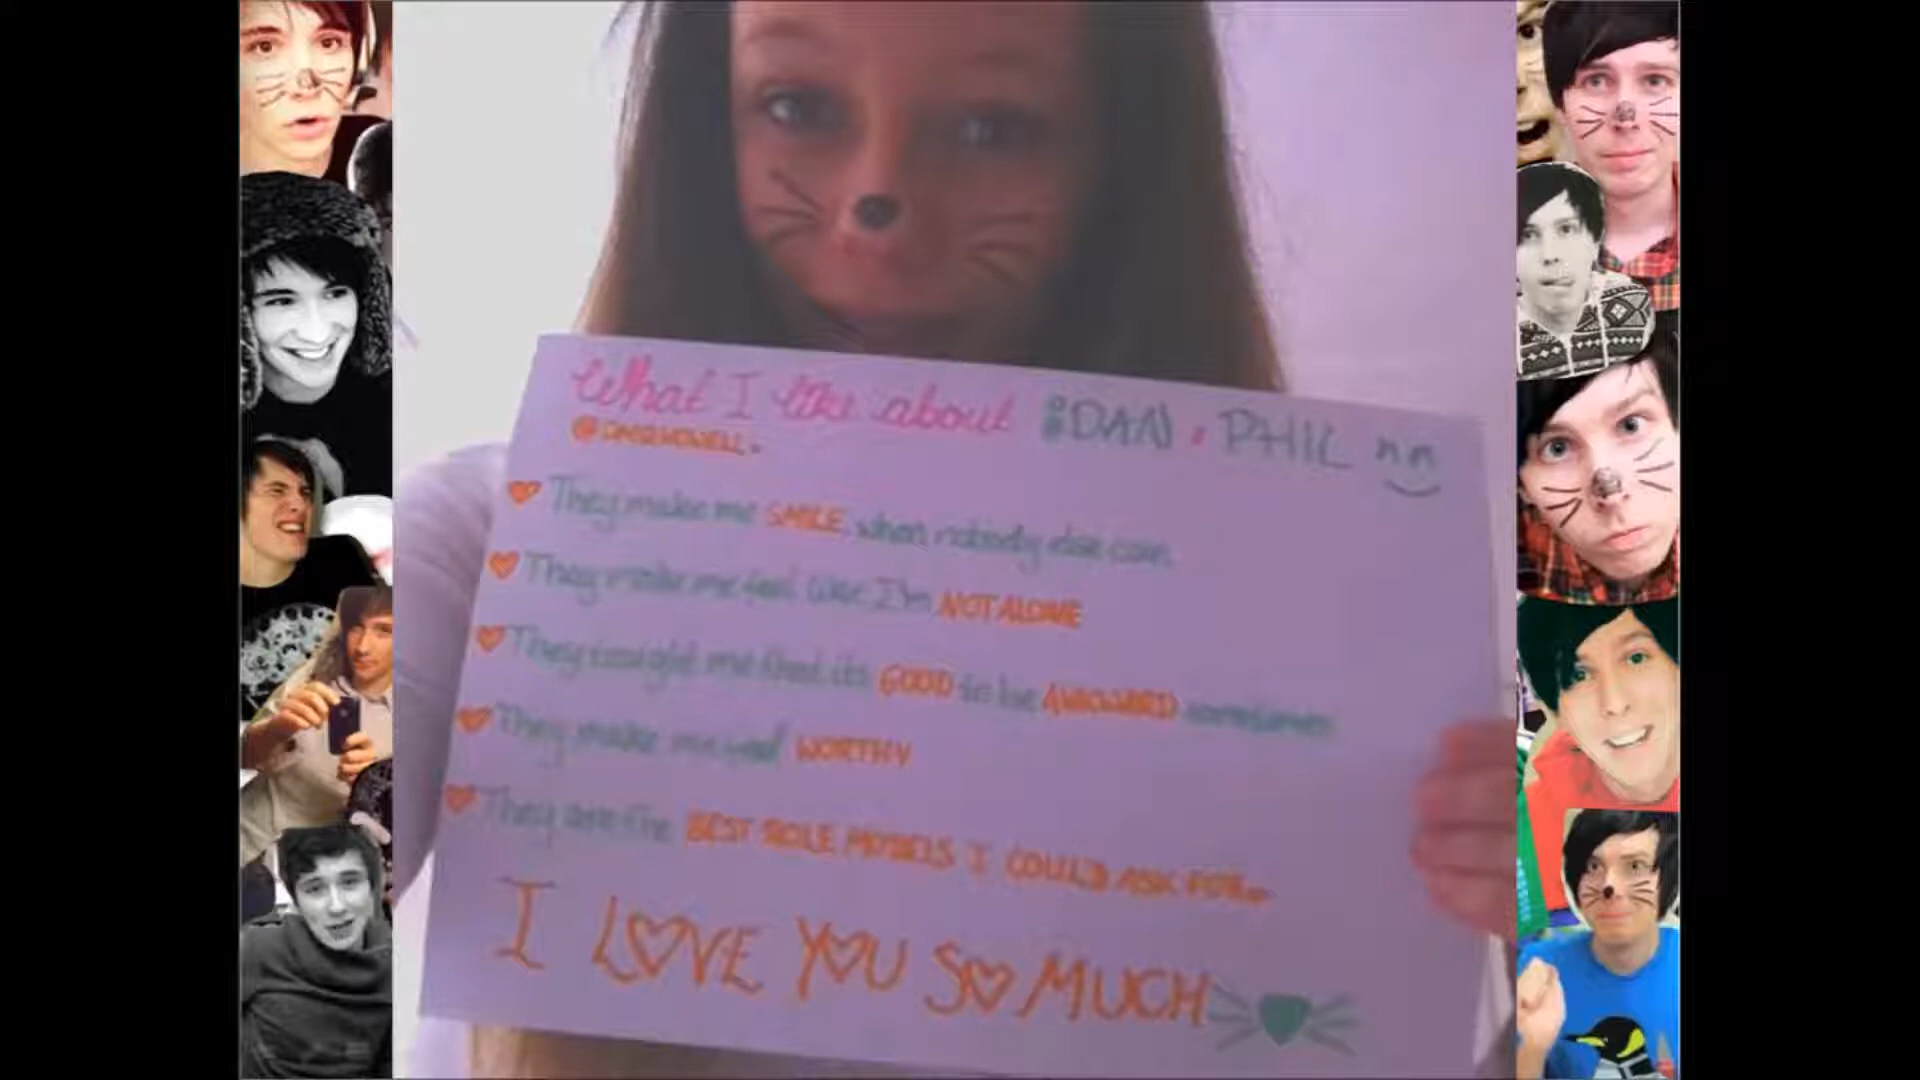 What I like about DAN + PHIL
They make me SMILE when nobody else can.
They make me feel like I'm NOT ALONE
They taught me that its GOOD to be AWKWARD sometimes
They make me feel WORTHY
They are the BEST ROLE MODELS I COULD ASK FOR...
I LOVE YOU SO MUCH